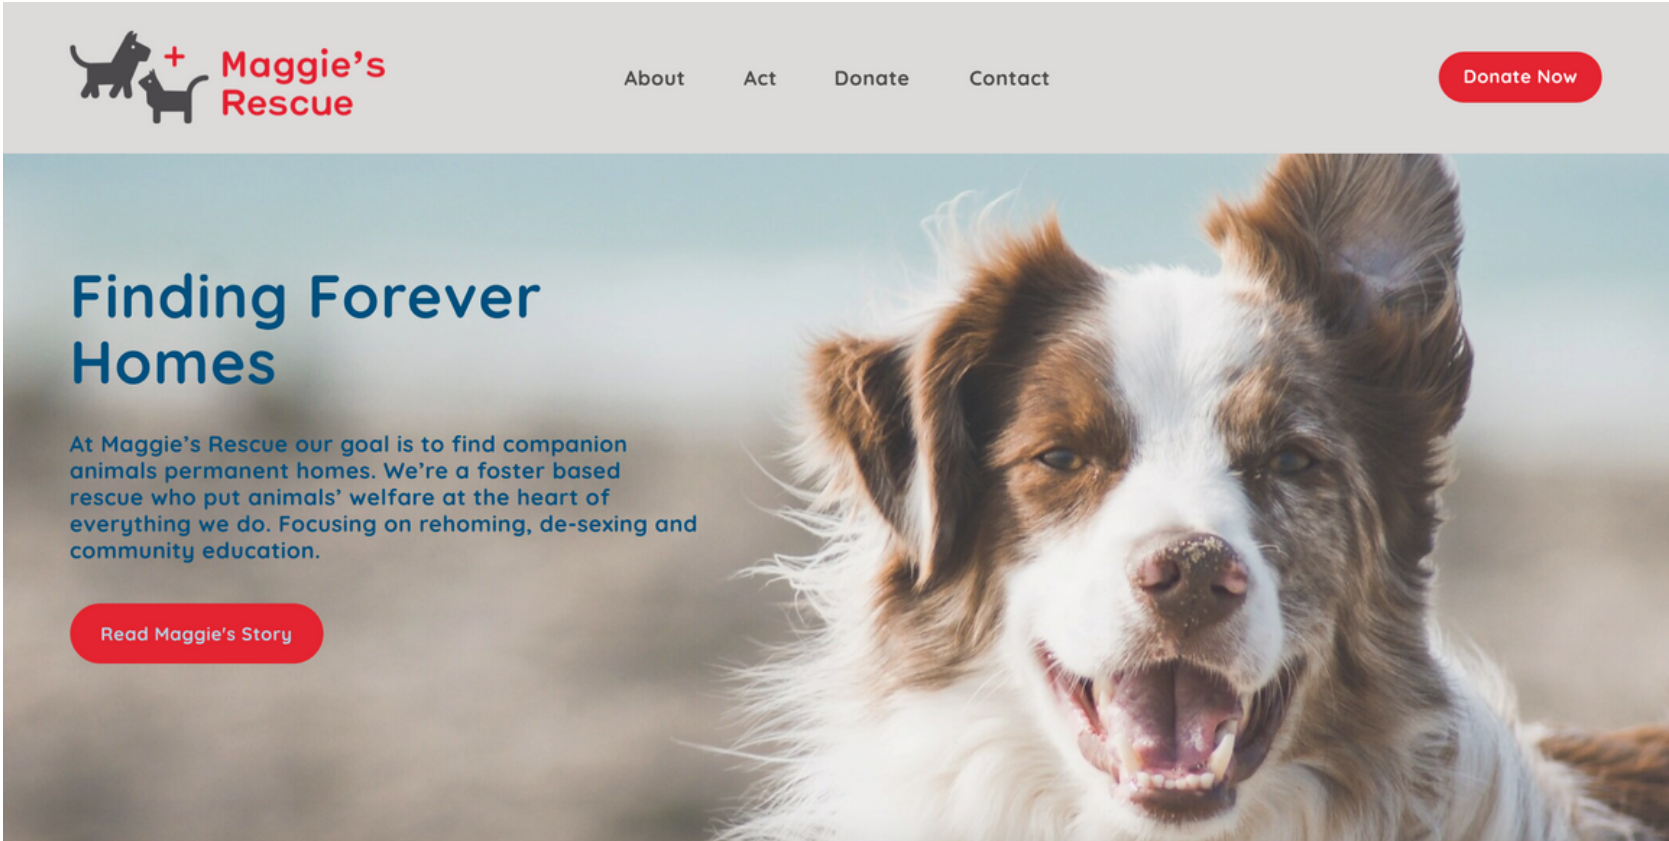 Maggie’s
Rescue
About
Act
Donate
Contact
Donate Now
Finding Forever
Homes
At Maggie’s Rescue our goal is to find companion
animals permanent homes. We’re a foster based
rescue who put animals’ welfare at the heart of
everything we do. Focusing on rehoming, de-sexing and
community education.
Read Maggie's Story